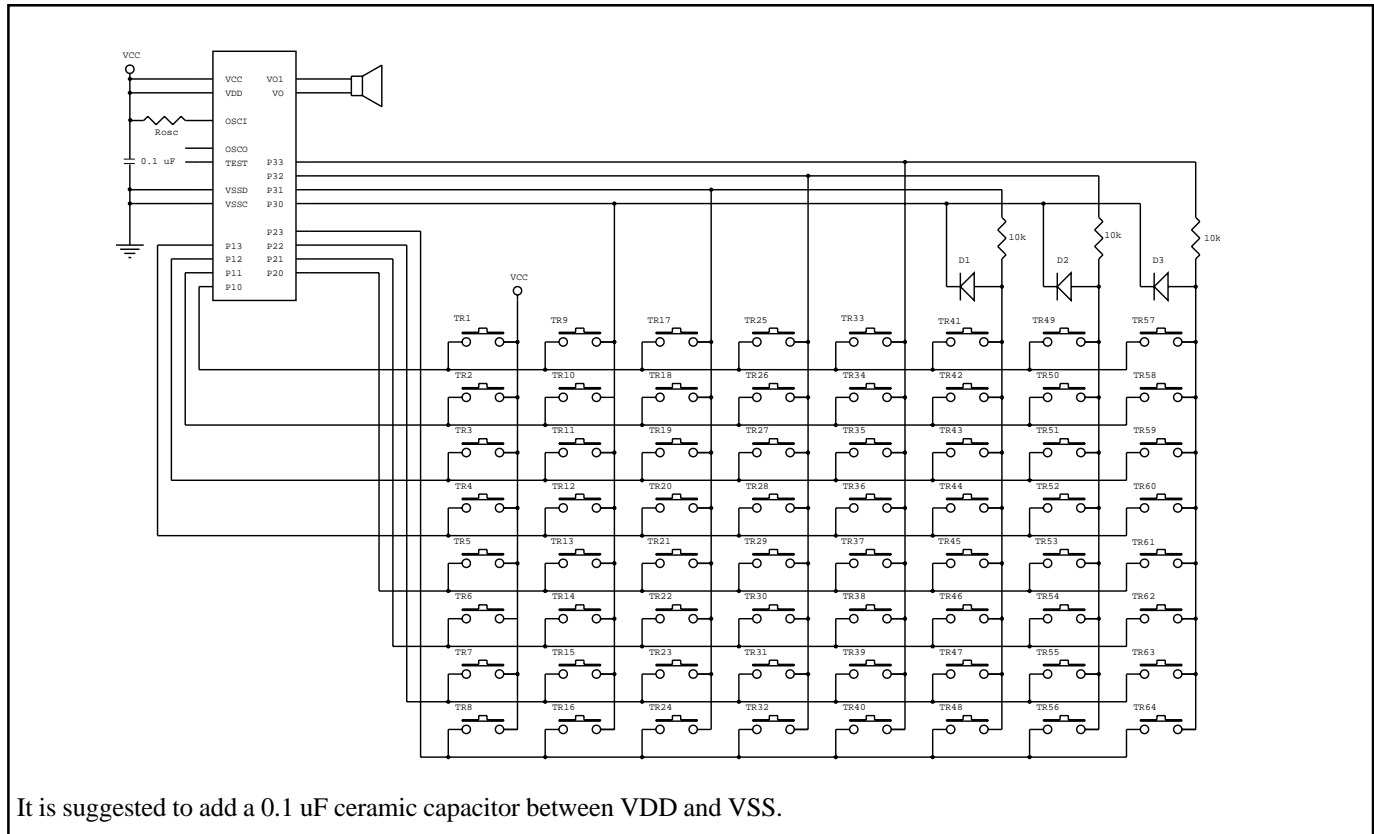 VCC
VCC VO1
VDD VO
OSCI
Rosc
OSCO
0.1 uF
TEST P33
P32
VSSD P31
VSSC P30
P23
P13 P22
P12 P21
P11 P20
P10
10k 10k 10k
D1 D2 D3
VCC
TR1 TR9 TR17 TR25 TR33 TR41 TR49 TR57
TR2 TR10 TR18 TR26 TR34 TR42 TR50 TR58
TR3 TR11 TR19 TR27 TR35 TR43 TR51 TR59
TR4 TR12 TR20 TR28 TR36 TR44 TR52 TR60
TR5 TR13 TR21 TR29 TR37 TR45 TR53 TR61
TR6 TR14 TR22 TR30 TR38 TR46 TR54 TR62
TR7 TR15 TR23 TR31 TR39 TR47 TR55 TR63
TR8 TR16 TR24 TR32 TR40 TR48 TR56 TR64
It is suggested to add a 0.1 uF ceramic capacitor between VDD and VSS.